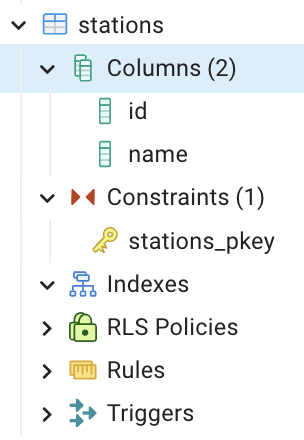 stations
Columns (2)
id
name
Constraints (1)
stations_pkey
Indexes
RLS Policies
Rules
Triggers